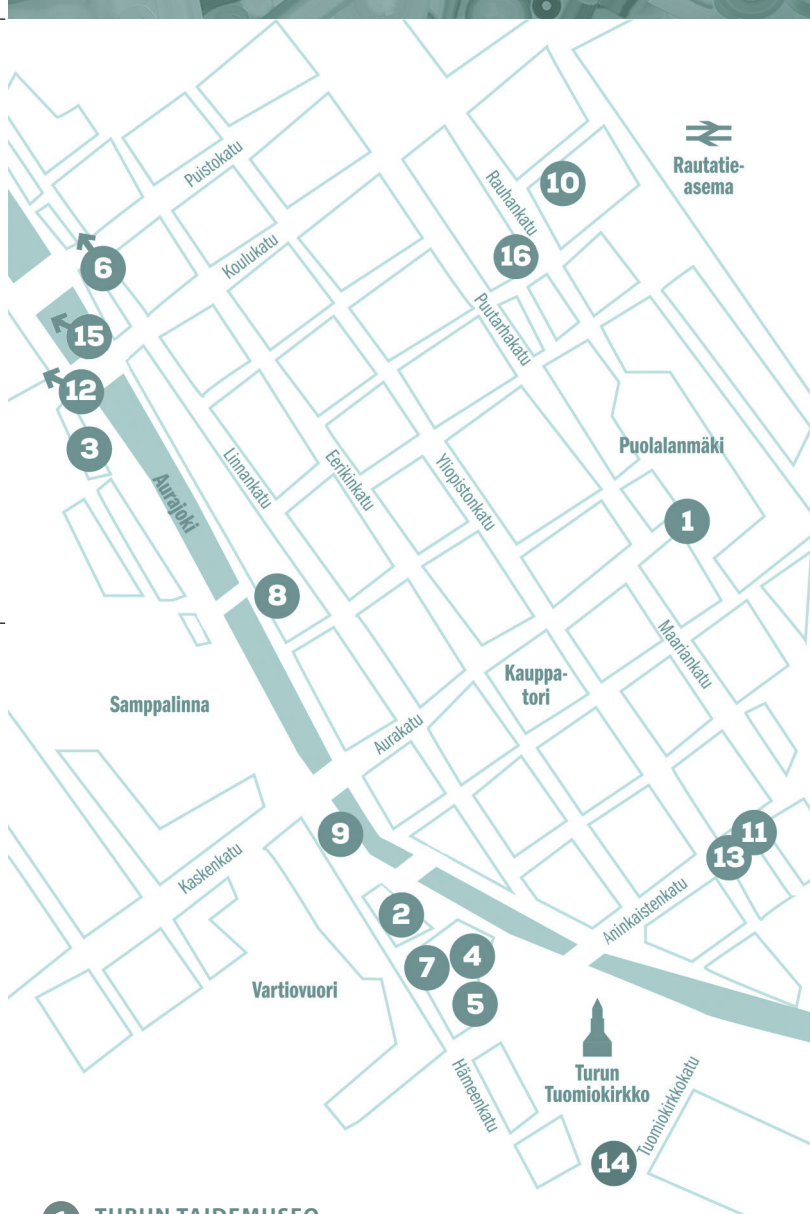 Puistokatu
Rauhankatu
10
Rautatie-
asema
6
Koulukatu
16
15
Puutarhakatu
12
3
Puolalanmäki
Linnankatu
Eerikinkatu
Yliopistonkatu
Aurajoki
1
8
Maariankatu
Kauppa-
tori
Samppalinna
Aurakatu
9
11
13
Kaskenkatu
Aninkaistenkatu
2
7
4
5
Vartiovuori
Hämeenkatu
Turun
Tuomiokirkko
Tuomiokirkkokatu
14
1 TURUN TAIDEMUSEO